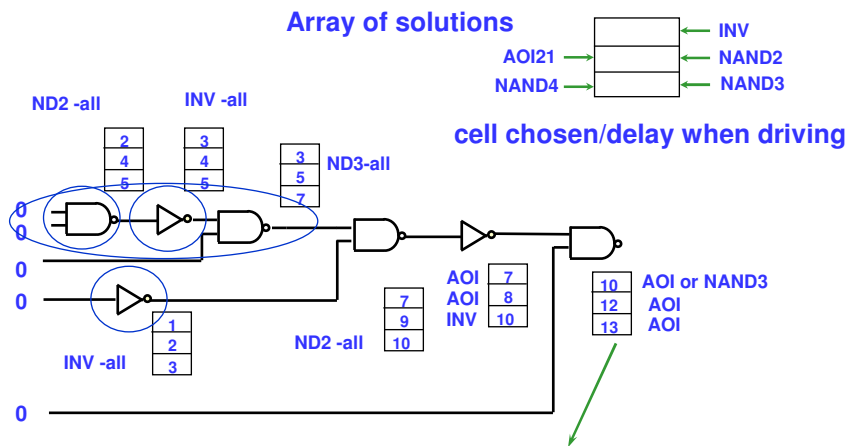 Array of solutions
INV
AOI21
NAND2
NAND4
NAND3
cell chosen/delay when driving
ND2 -all
INV -all
2
4
5
3
4
5
3
5
7
ND3-all
0
0
0
0
AOI 7
AOI 8
INV 10
10 AOI or NAND3
12 AOI
13 AOI
7
9
10
ND2 -all
1
2
3
INV -all
0